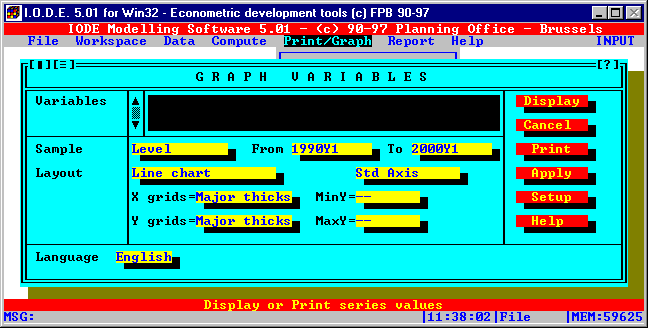 I.O.D.E. 5.01 for Win32 - Econometric development tools (c) FPB 90-97
IODE Modelling Software 5.01 - (c) 90-97 Planning Office - Brussels
File Workspace Data Compute Print/Graph Report Help INPUT
[?]
GRAPH VARIABLES
Variables
Display
Cancel
Sample Level From 1990Y1 To 2000Y1 Print
Layout Line chart Std Axis Apply
X grids=Major thicks MinY=-- Setup
Y grids=Major thicks MaxY=-- Help
Language English
Display or Print series values
MSG: |11:38:02|File |MEM:59625